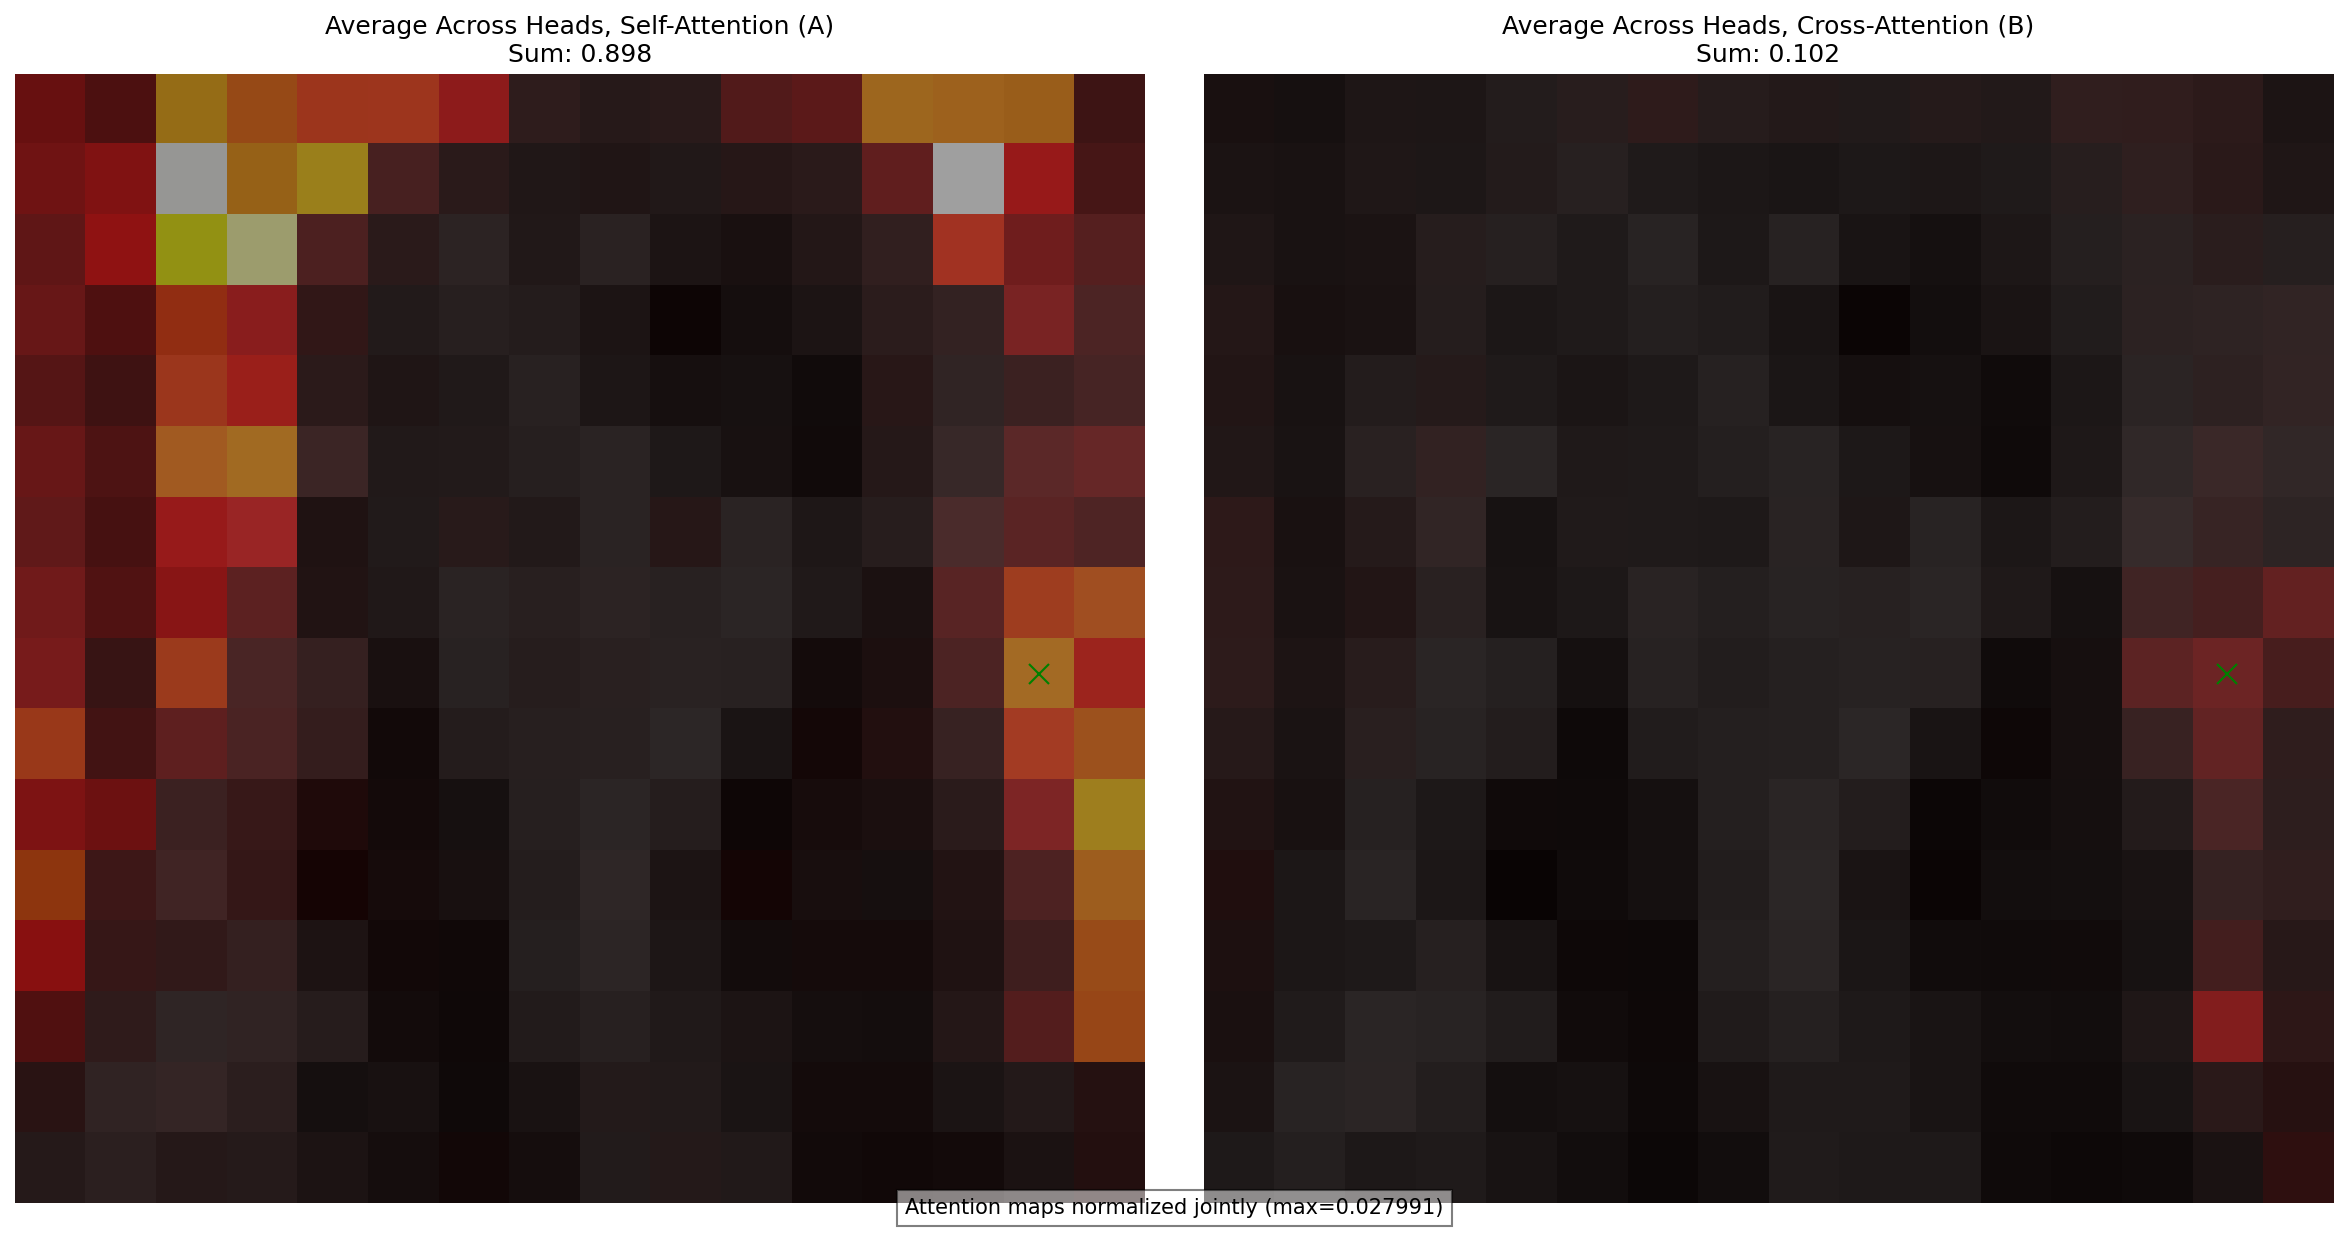 Average Across Heads, Self-Attention (A)
Sum: 0.898
Average Across Heads, Cross-Attention (B)
Sum: 0.102
Attention maps normalized jointly (max=0.027991)